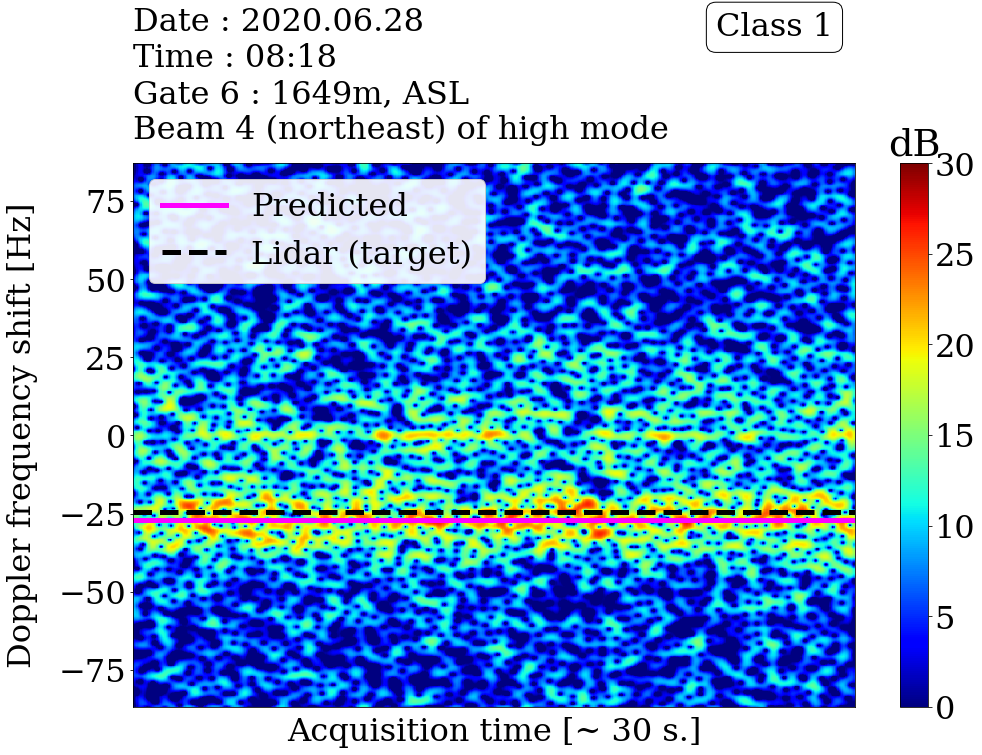 Date : 2020.06.28
Time : 08:18
Gate 6 : 1649m, ASL
Beam 4 (northeast) of high mode
Class 1
dB
Predicted
Lidar (target)
Doppler frequency shift [Hz]
75
50
25
0
−25
−50
−75
30
25
20
15
10
5
0
Acquisition time [~ 30 s.]